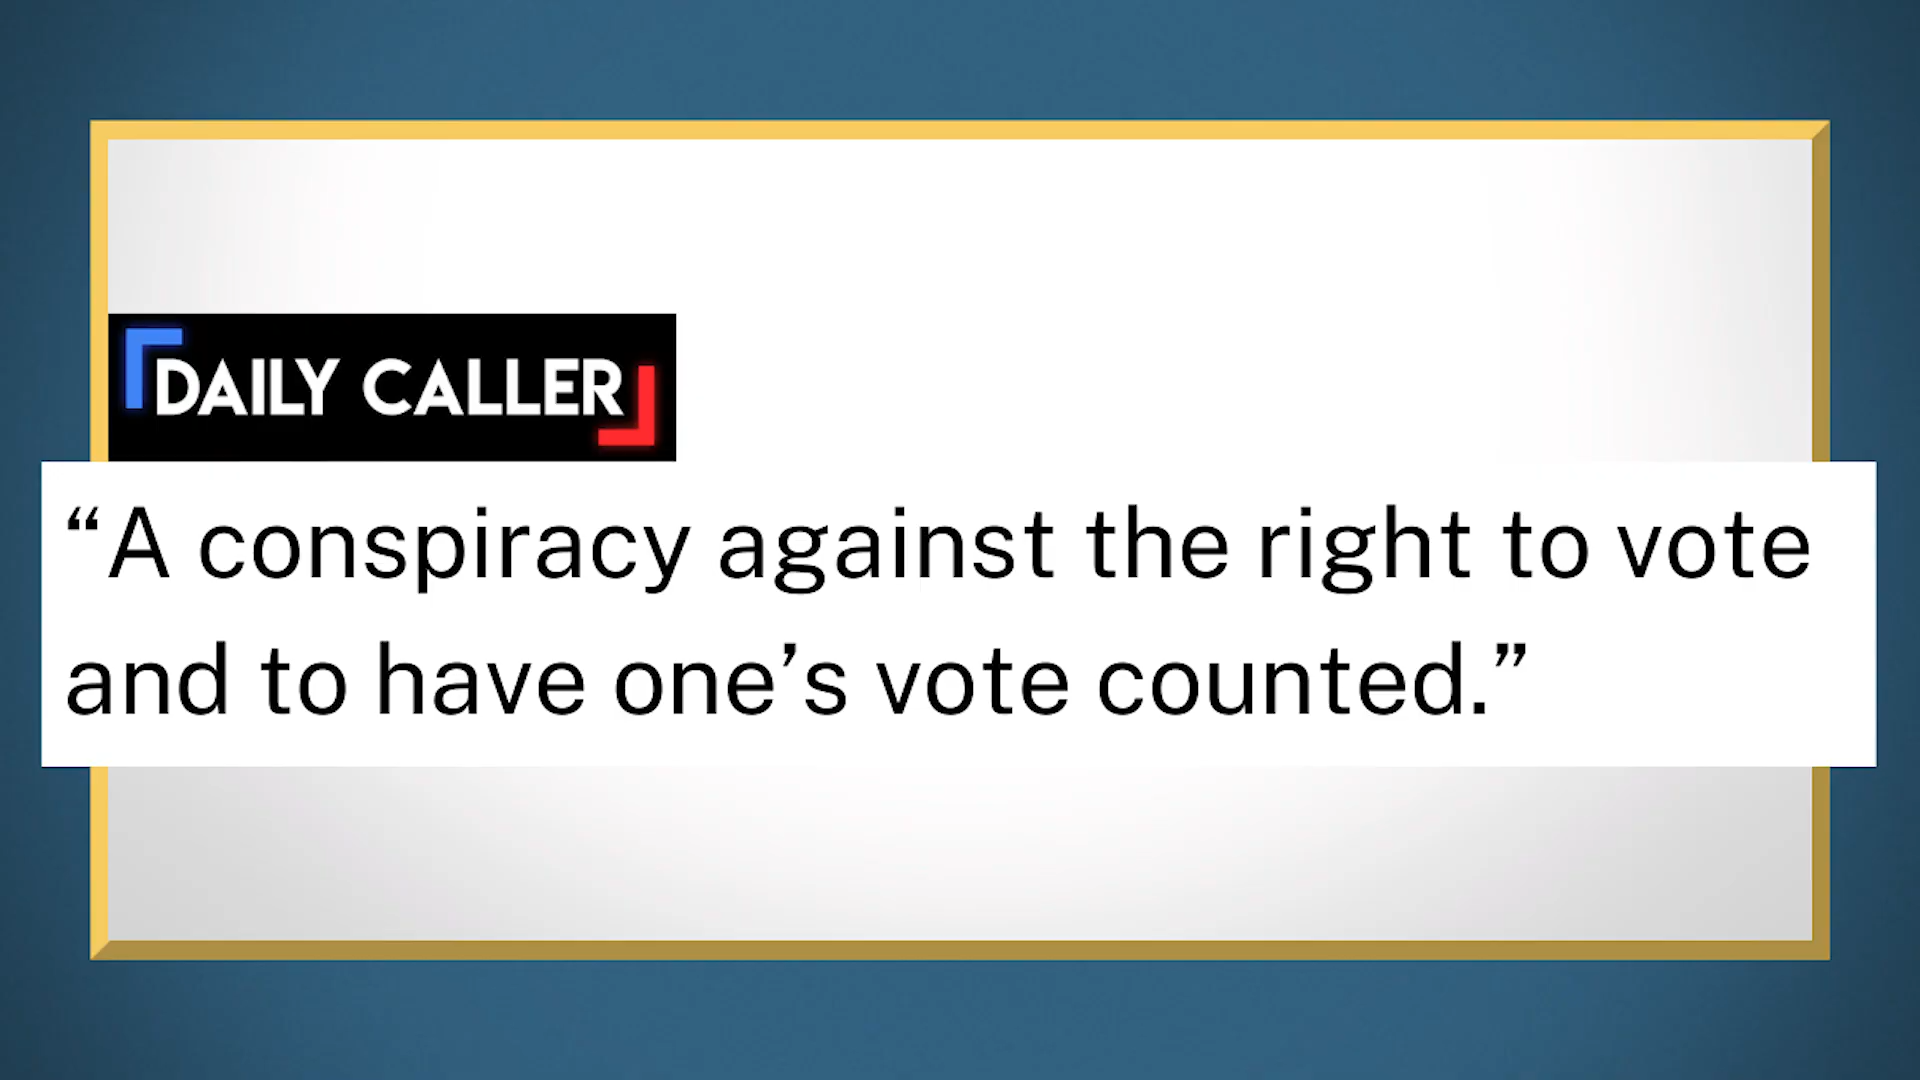 DAILY CALLER
“A conspiracy against the right to vote
and to have one’s vote counted.”